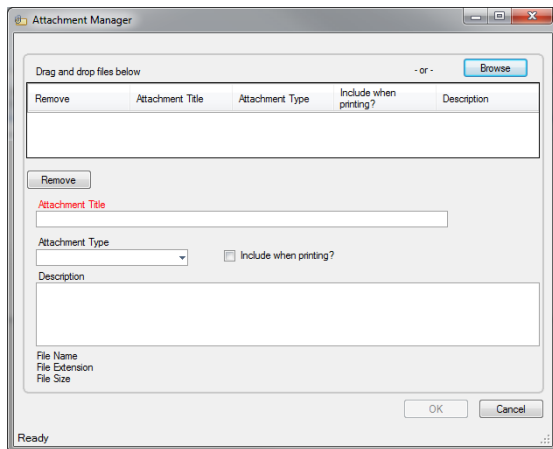 Attachment Manager
Drag and drop files below - or - Browse
Remove Attachment Title Attachment Type Include when printing? Description
Remove
Attachment Title
Attachment Type
Include when printing?
Description
File Name
File Extension
File Size
OK Cancel
Ready